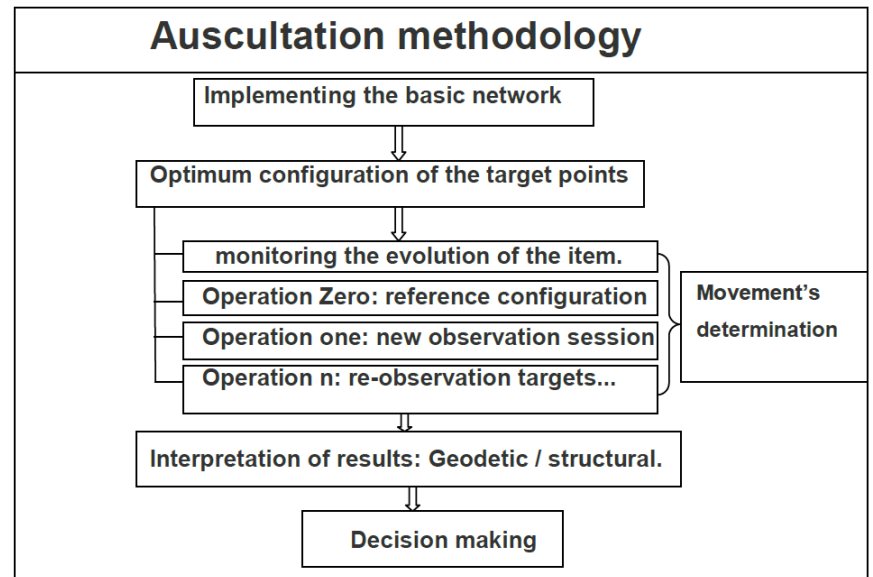 Auscultation methodology
Implementing the basic network
Optimum configuration of the target points
monitoring the evolution of the item.
Operation Zero: reference configuration
Operation one: new observation session
Operation n: re-observation targets...
Movement's
determination
Interpretation of results: Geodetic / structural.
Decision making